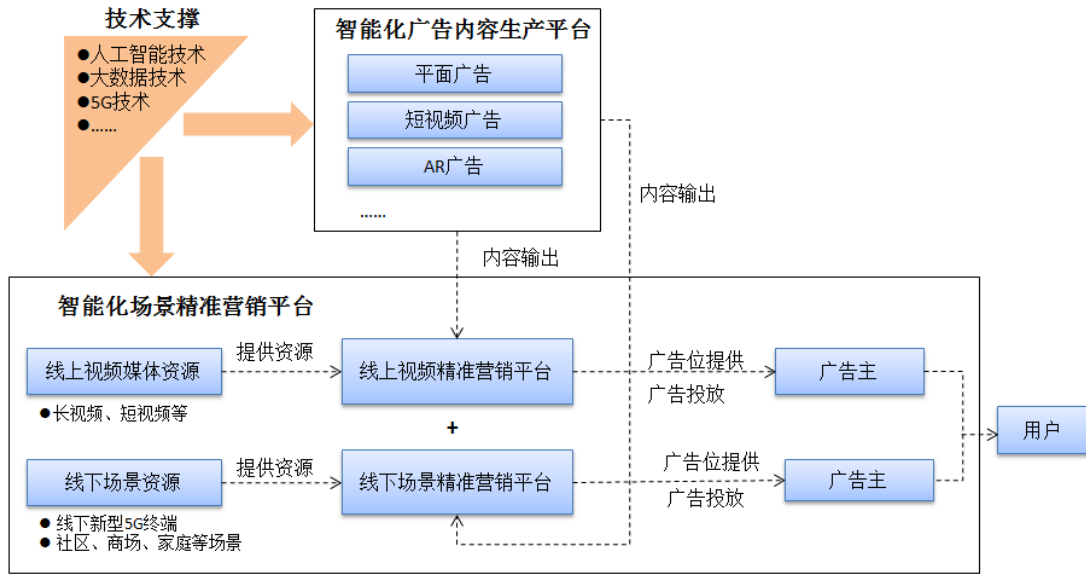 技术支撑
●人工智能技术
●大数据技术
●5G技术
●……
智能化广告内容生产平台
平面广告
短视频广告
AR广告
……
内容输出
内容输出
智能化场景精准营销平台
线上视频媒体资源
提供资源
线上视频精准营销平台
广告位提供
广告投放
广告主
●长视频、短视频等
+
用户
线下场景资源
提供资源
线下场景精准营销平台
广告位提供
广告投放
广告主
● 线下新型5G终端
● 社区、商场、家庭等场景